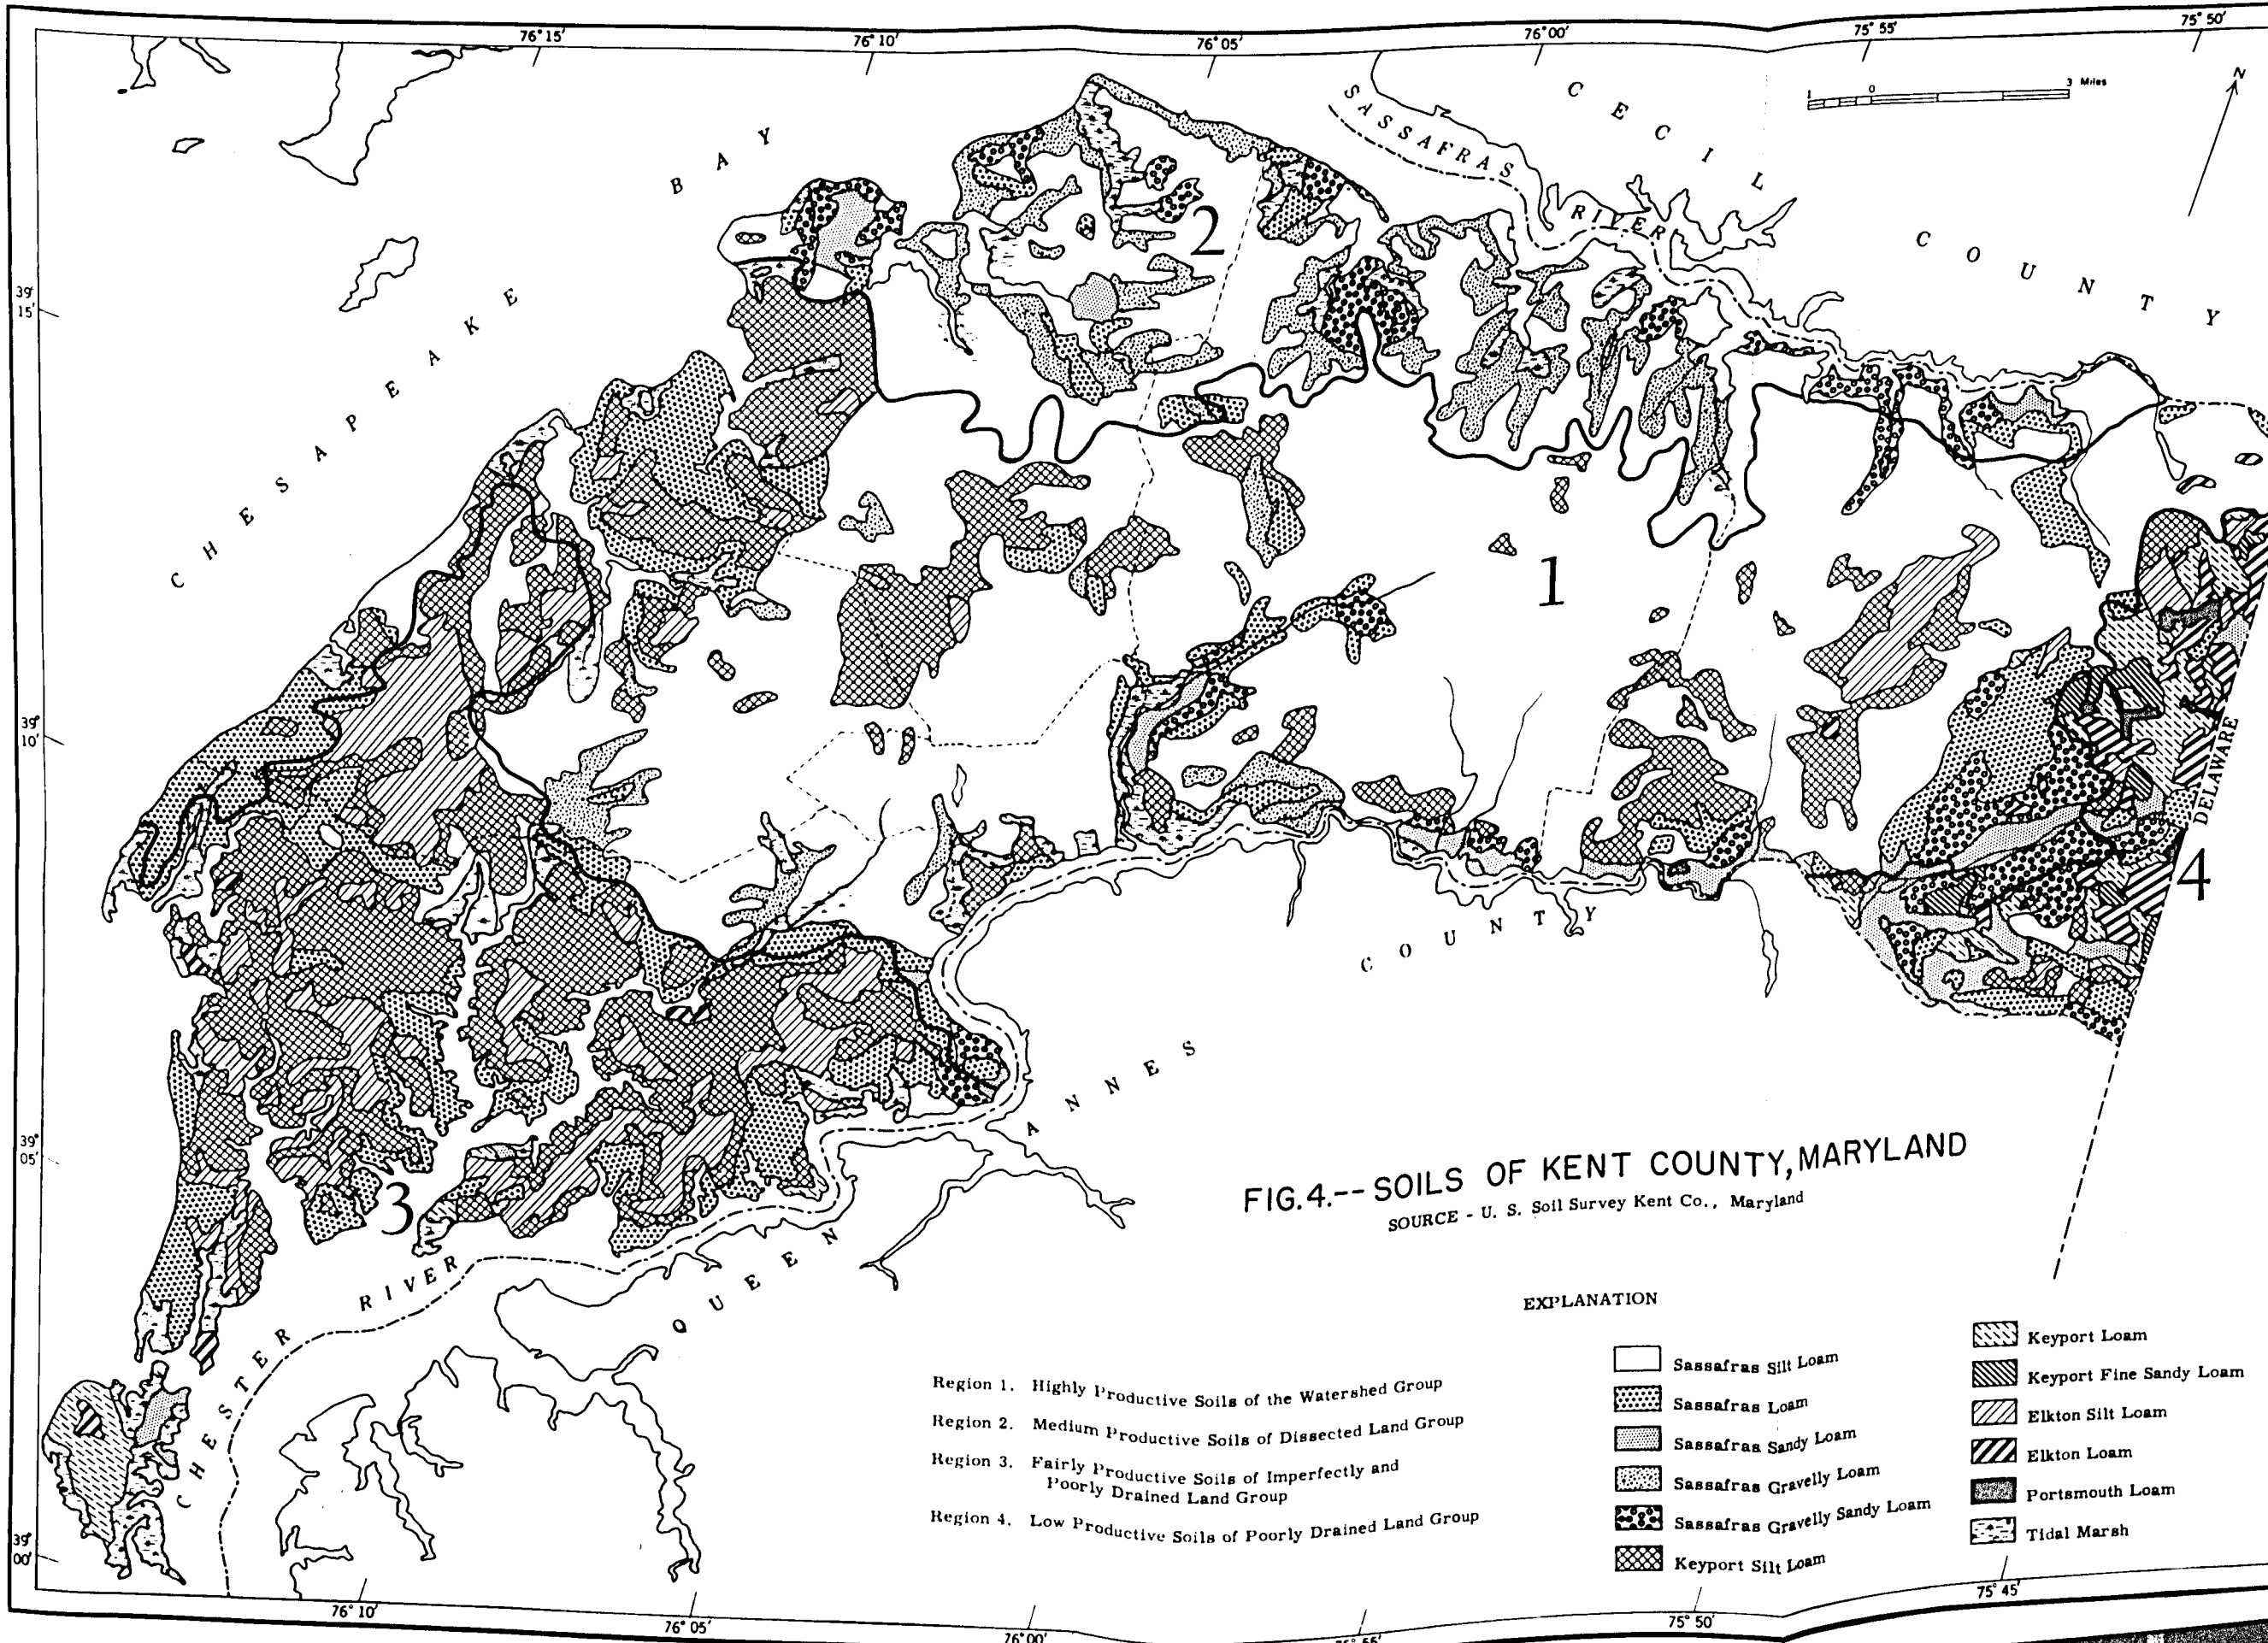 76° 15'
76° 10'
76° 05'
76° 00'
75° 55'
75° 50'
1 0 3 Miles
N
CECIL COUNTY
SASSAFRAS RIVER
CHESAPEAKE BAY
39° 15'
39° 10'
39° 05'
39° 00'
2
1
3
4
DELAWARE
QUEEN ANNES COUNTY
CHESTER RIVER
FIG.4.-- SOILS OF KENT COUNTY, MARYLAND
SOURCE - U. S. Soil Survey Kent Co., Maryland
EXPLANATION
Region 1. Highly Productive Soils of the Watershed Group
Region 2. Medium Productive Soils of Dissected Land Group
Region 3. Fairly Productive Soils of Imperfectly and
Poorly Drained Land Group
Region 4. Low Productive Soils of Poorly Drained Land Group
Sassafras Silt Loam
Sassafras Loam
Sassafras Sandy Loam
Sassafras Gravelly Loam
Sassafras Gravelly Sandy Loam
Keyport Silt Loam
Keyport Loam
Keyport Fine Sandy Loam
Elkton Silt Loam
Elkton Loam
Portsmouth Loam
Tidal Marsh
76° 10'
76° 05'
76° 00'
75° 50'
75° 45'